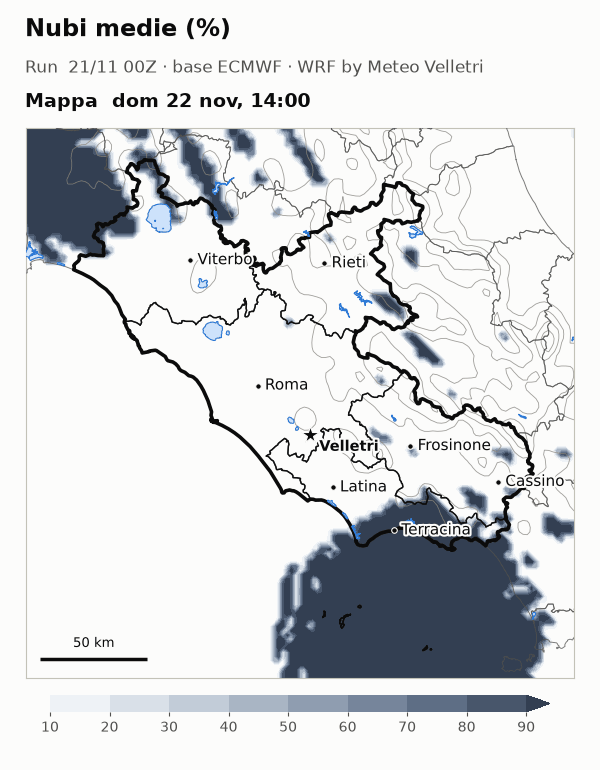 Nubi medie (%)
Run 21/11 00Z · base ECMWF · WRF by Meteo Velletri
Mappa dom 22 nov, 14:00
Viterbo
Rieti
Roma
Velletri
Frosinone
Latina
Cassino
Terracina
50 km
10 20 30 40 50 60 70 80 90